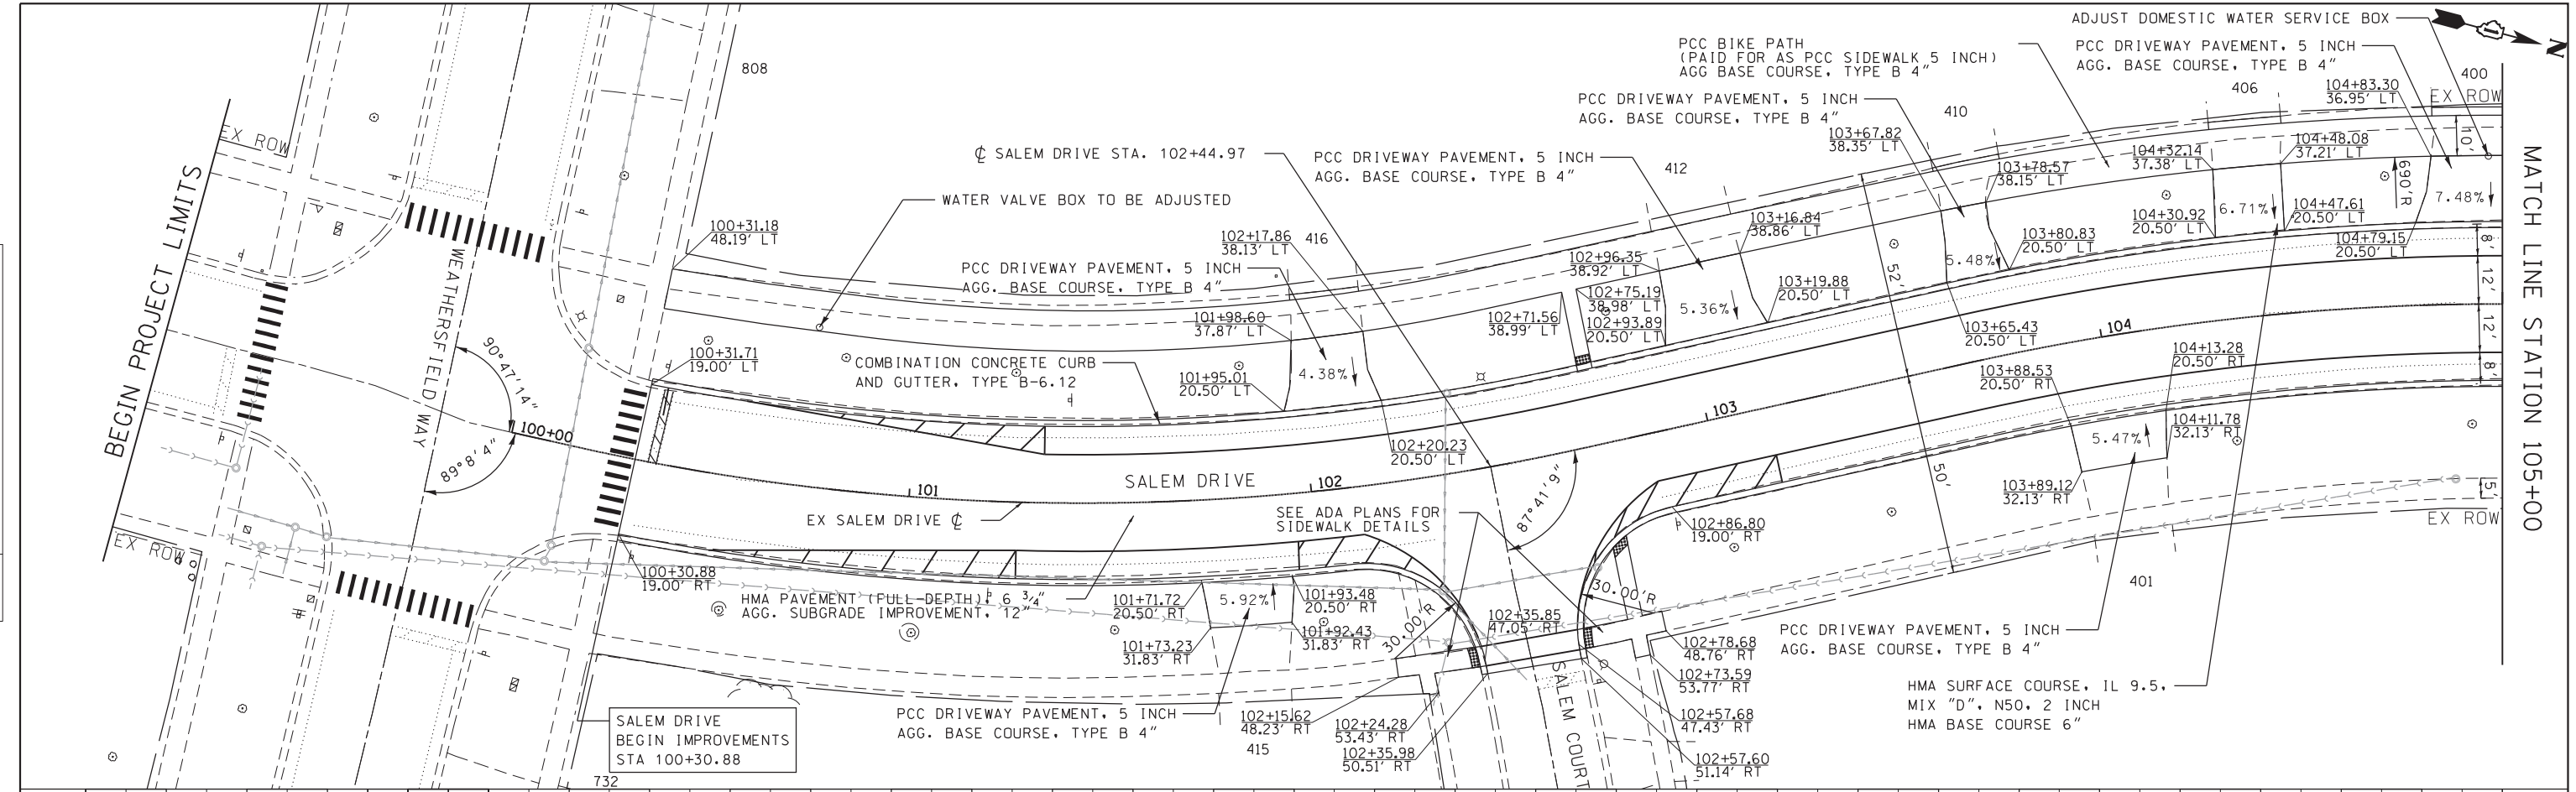 ADJUST DOMESTIC WATER SERVICE BOX
PCC DRIVEWAY PAVEMENT, 5 INCH
AGG. BASE COURSE, TYPE B 4"
PCC BIKE PATH
(PAID FOR AS PCC SIDEWALK 5 INCH)
AGG BASE COURSE, TYPE B 4"
PCC DRIVEWAY PAVEMENT, 5 INCH
AGG. BASE COURSE, TYPE B 4"
N
808
400
EX ROW
406
410
104+83.30
36.95' LT
103+67.82
38.35' LT
℄ SALEM DRIVE STA. 102+44.97
PCC DRIVEWAY PAVEMENT, 5 INCH
AGG. BASE COURSE, TYPE B 4"
412
104+32.14
37.38' LT
104+48.08
37.21' LT
103+78.57
38.15' LT
10'
690'R
7.48%
EX ROW
BEGIN PROJECT LIMITS
WATER VALVE BOX TO BE ADJUSTED
100+31.18
48.19' LT
102+17.86
38.13' LT
416
103+16.84
38.86' LT
104+30.92
20.50' LT
6.71%
104+47.61
20.50' LT
103+80.83
20.50' LT
104+79.15
20.50' LT
MATCH LINE STATION 105+00
WEATHERSFIELD WAY
PCC DRIVEWAY PAVEMENT, 5 INCH
AGG. BASE COURSE, TYPE B 4"
102+96.35
38.92' LT
52'
5.48%
8'
12'
12'
8'
102+75.19
38.98' LT
103+19.88
20.50' LT
5.36%
101+98.60
37.87' LT
102+71.56
38.99' LT
102+93.89
20.50' LT
103+65.43
20.50' LT
104
90°47'14"
100+31.71
19.00' LT
COMBINATION CONCRETE CURB
AND GUTTER, TYPE B-6.12
101+95.01
20.50' LT
4.38%
104+13.28
20.50' RT
103+88.53
20.50' RT
103
100+00
89°8'4"
102+20.23
20.50' LT
104+11.78
32.13' RT
5.47%
101
SALEM DRIVE
102
87°41'9"
50'
103+89.12
32.13' RT
5'
EX ROW
EX SALEM DRIVE ℄
SEE ADA PLANS FOR
SIDEWALK DETAILS
102+86.80
19.00' RT
EX ROW
100+30.88
19.00' RT
HMA PAVEMENT (FULL-DEPTH), 6 3/4"
AGG. SUBGRADE IMPROVEMENT, 12"
101+71.72
20.50' RT
5.92%
101+93.48
20.50' RT
30.00'R
30.00'R
401
101+73.23
31.83' RT
101+92.43
31.83' RT
102+35.85
47.05' RT
102+78.68
48.76' RT
PCC DRIVEWAY PAVEMENT, 5 INCH
AGG. BASE COURSE, TYPE B 4"
102+73.59
53.77' RT
SALEM COURT
HMA SURFACE COURSE, IL 9.5,
MIX "D", N50, 2 INCH
HMA BASE COURSE 6"
SALEM DRIVE
BEGIN IMPROVEMENTS
STA 100+30.88
PCC DRIVEWAY PAVEMENT, 5 INCH
AGG. BASE COURSE, TYPE B 4"
102+15.62
48.23' RT
102+24.28
53.43' RT
102+57.68
47.43' RT
415
102+35.98
50.51' RT
102+57.60
51.14' RT
732